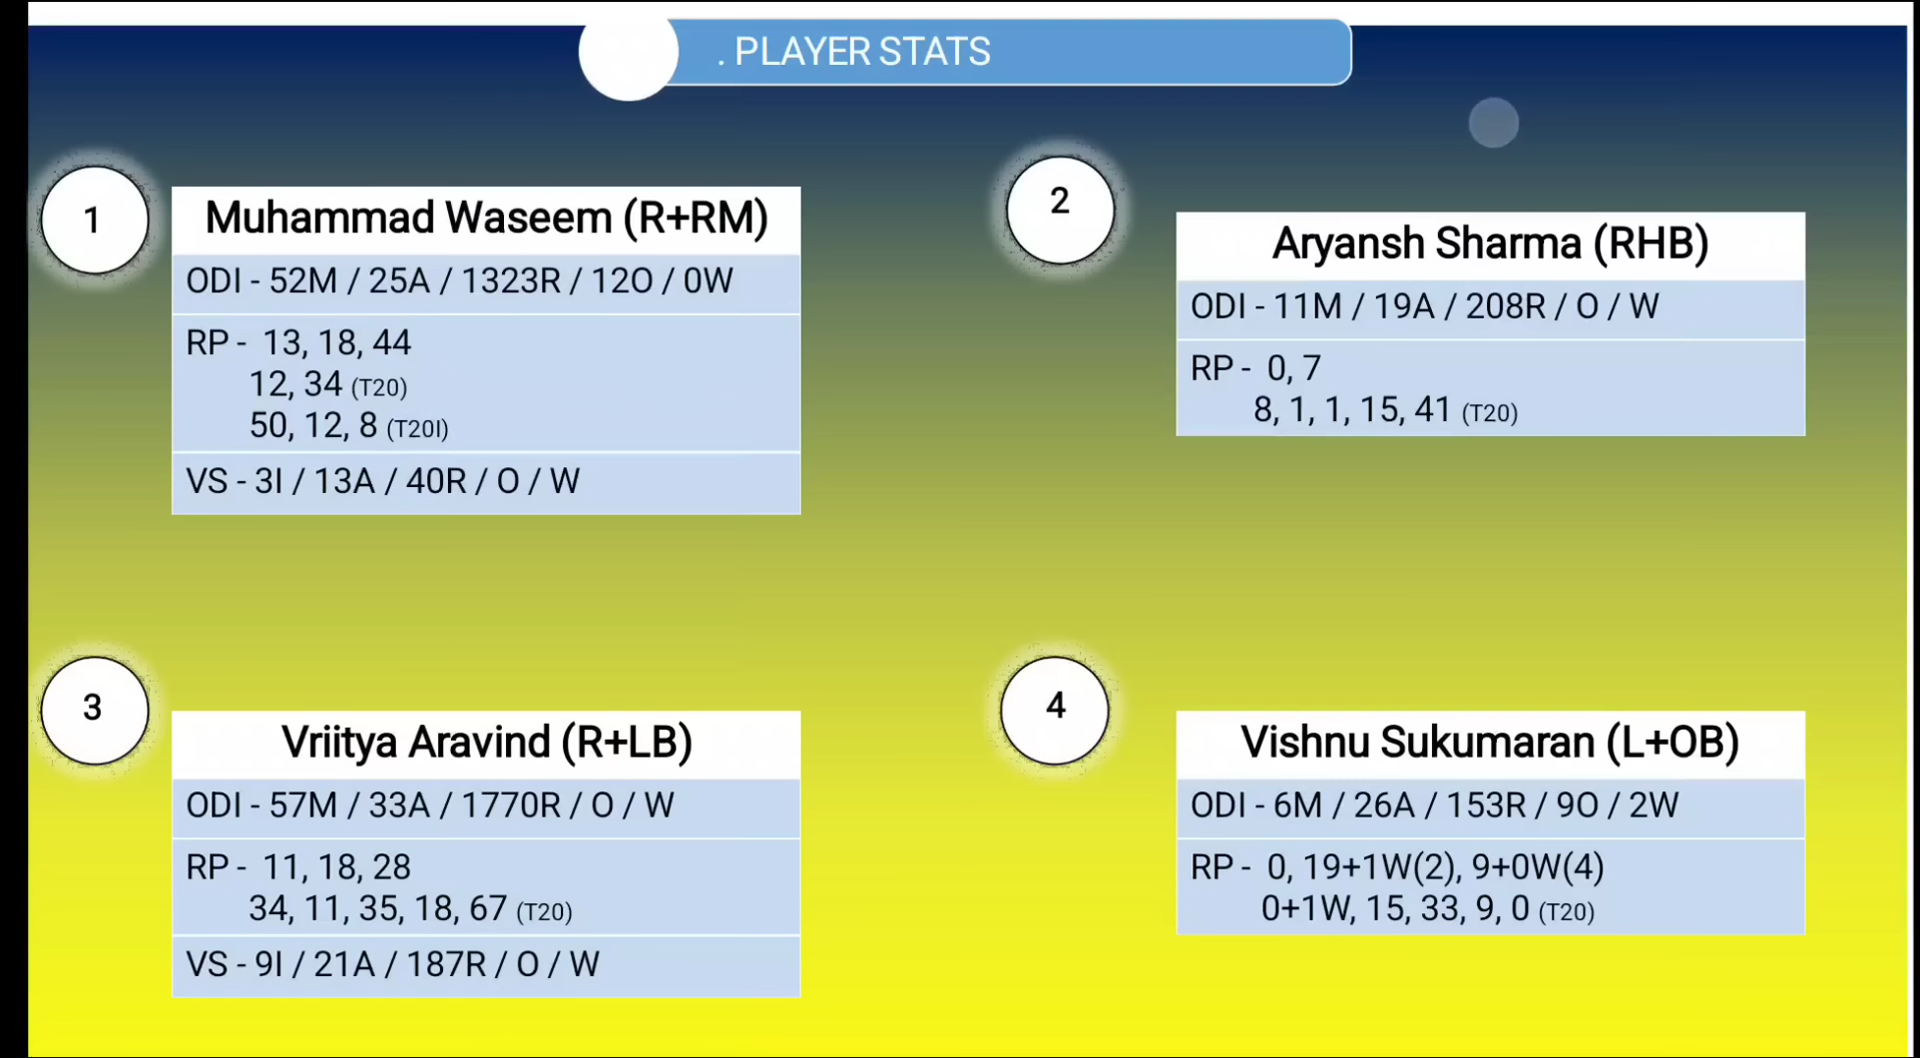 . PLAYER STATS
1
Muhammad Waseem (R+RM)
ODI - 52M / 25A / 1323R / 12O / 0W
RP - 13, 18, 44
12, 34 (T20)
50, 12, 8 (T20I)
VS - 3I / 13A / 40R / O / W
2
Aryansh Sharma (RHB)
ODI - 11M / 19A / 208R / O / W
RP - 0, 7
8, 1, 1, 15, 41 (T20)
3
Vriitya Aravind (R+LB)
ODI - 57M / 33A / 1770R / O / W
RP - 11, 18, 28
34, 11, 35, 18, 67 (T20)
VS - 9I / 21A / 187R / O / W
4
Vishnu Sukumaran (L+OB)
ODI - 6M / 26A / 153R / 9O / 2W
RP - 0, 19+1W(2), 9+0W(4)
0+1W, 15, 33, 9, 0 (T20)